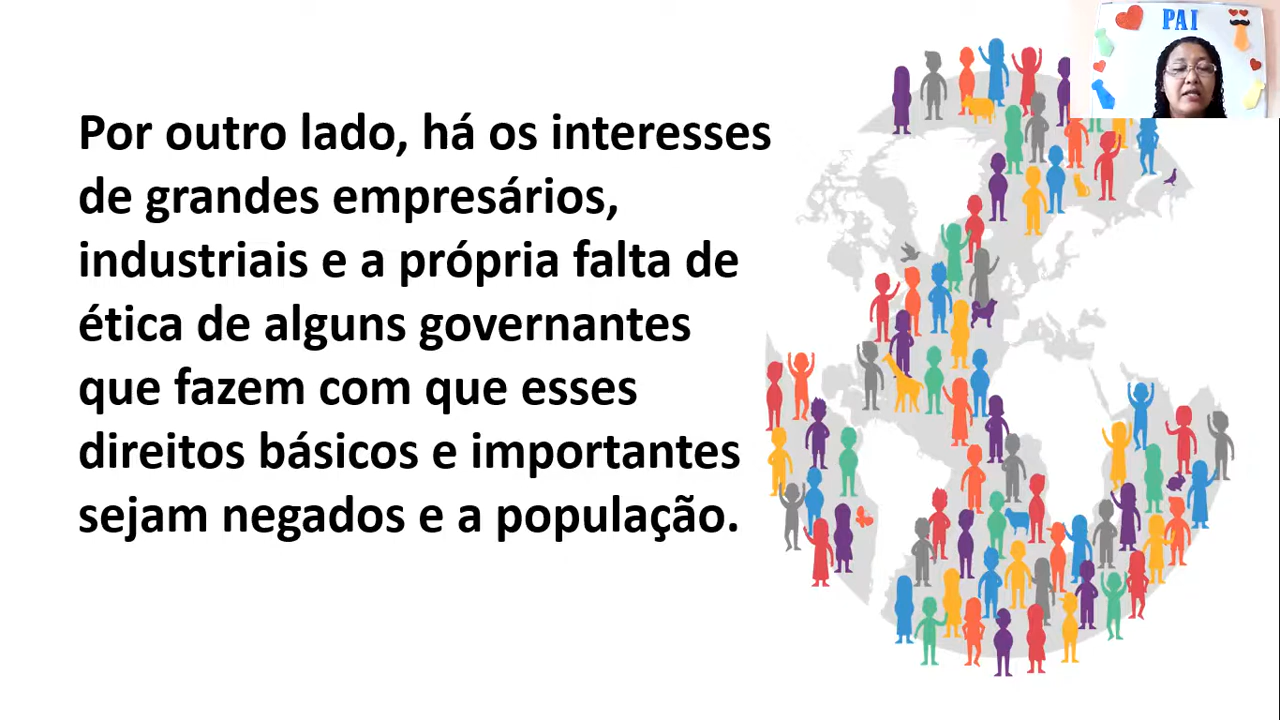 PAI
Por outro lado, há os interesses
de grandes empresários,
industriais e a própria falta de
ética de alguns governantes
que fazem com que esses
direitos básicos e importantes
sejam negados e a população.